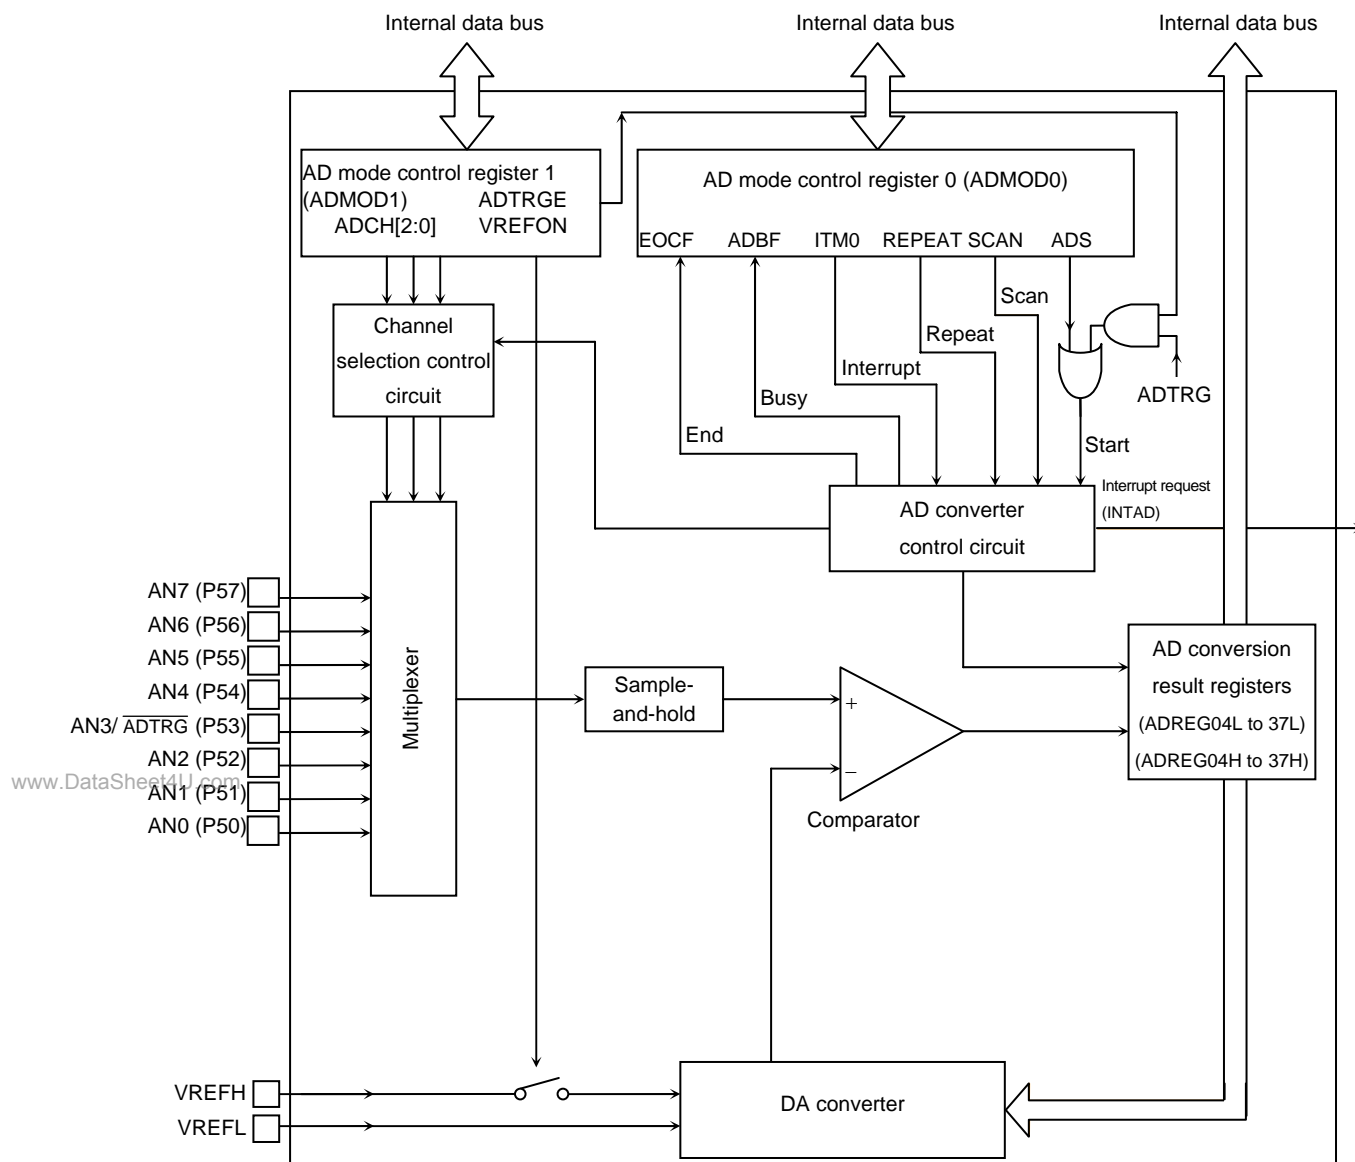 Internal data bus
Internal data bus
Internal data bus
AD mode control register 1
(ADMOD1) ADTRGE
ADCH[2:0] VREFON
AD mode control register 0 (ADMOD0)
EOCF ADBF ITM0 REPEAT SCAN ADS
Channel
selection control
circuit
Scan
Repeat
Interrupt
Busy
End
ADTRG
Start
Interrupt request
(INTAD)
AD converter
control circuit
AN7 (P57)
AN6 (P56)
AN5 (P55)
AN4 (P54)
AN3/ ADTRG (P53)
AN2 (P52)
www.DataSheet4U.com
AN1 (P51)
AN0 (P50)
Multiplexer
Sample-
and-hold
+
−
Comparator
AD conversion
result registers
(ADREG04L to 37L)
(ADREG04H to 37H)
VREFH
VREFL
DA converter